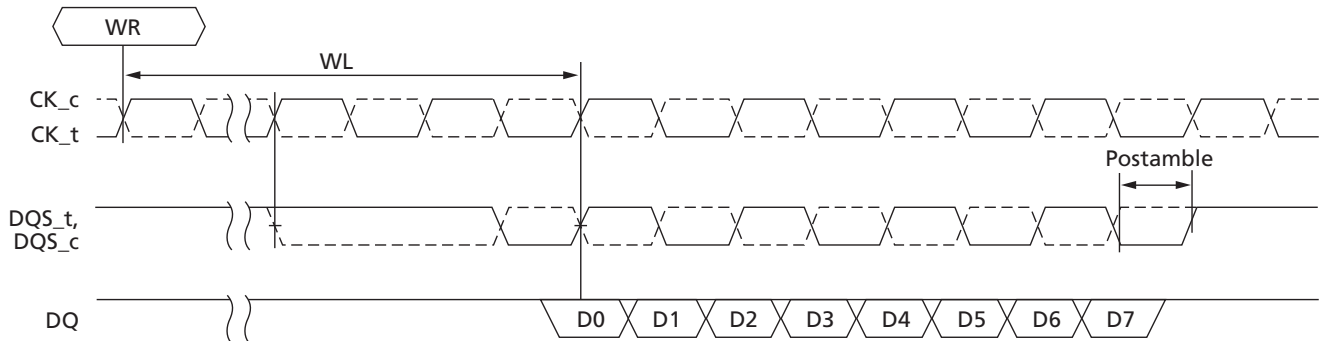 WR
WL
CK_c
CK_t
Postamble
DQS_t,
DQS_c
DQ
D0 D1 D2 D3 D4 D5 D6 D7